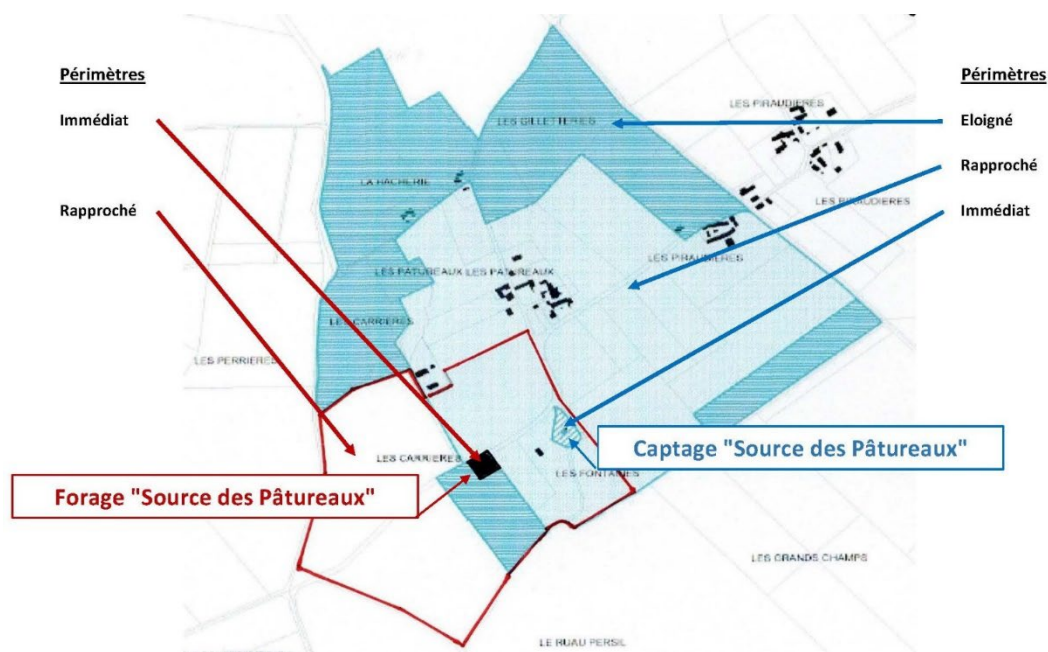 Périmètres
Immédiat
Rapproché
Périmètres
Eloigné
Rapproché
Immédiat
LES PIRAUDIERES
LES GILLETTERIES
LA HACHERIE
LES PIRAUDIERES
LES PATUREAUX LES PATUREAUX
LES PIRAUDIERES
LES CARRIERES
LES PERRIERES
LES CARRIERES
LES FONTAINES
Captage "Source des Pâtureaux"
Forage "Source des Pâtureaux"
LES GRANDS CHAMPS
LE RUAU PERSIL